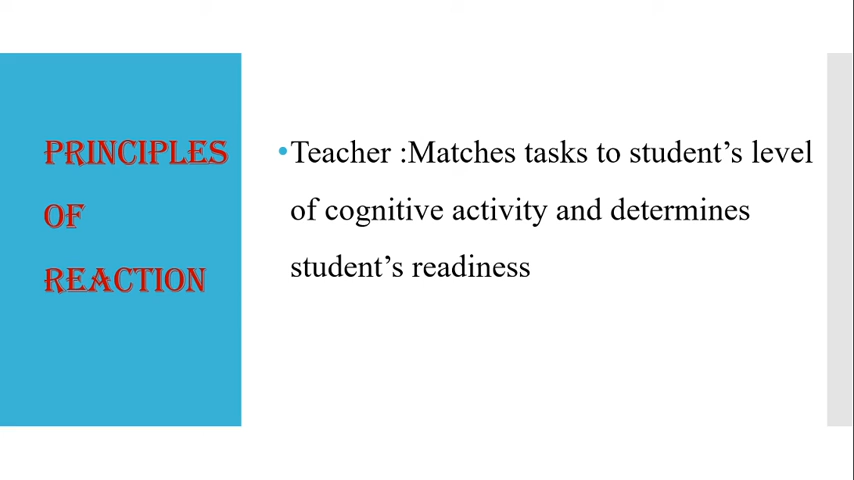 PRINCIPLES
OF
REACTION
•Teacher :Matches tasks to student’s level
of cognitive activity and determines
student’s readiness